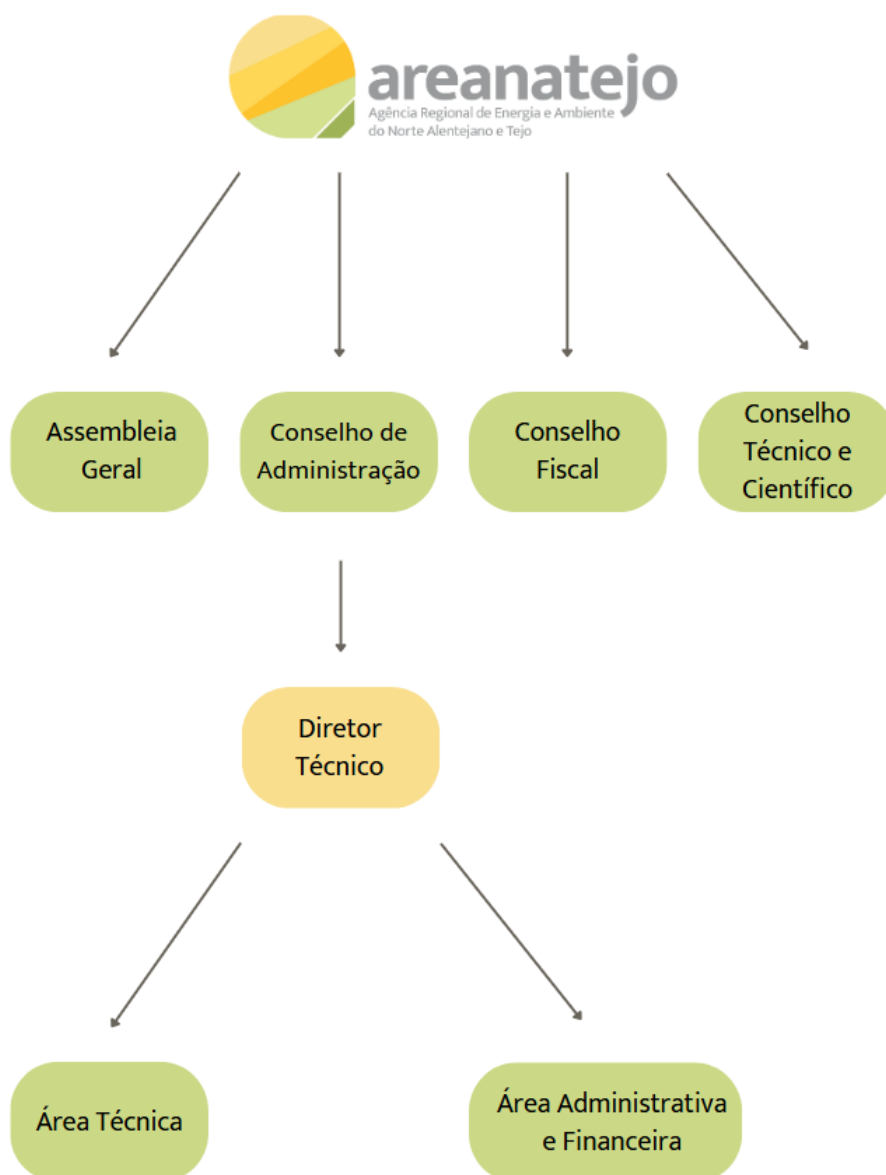 areanatejo
Agência Regional de Energia e Ambiente
do Norte Alentejano e Tejo
Assembleia
Geral
Conselho de
Administração
Conselho
Fiscal
Conselho
Técnico e
Científico
Diretor
Técnico
Área Técnica
Área Administrativa
e Financeira